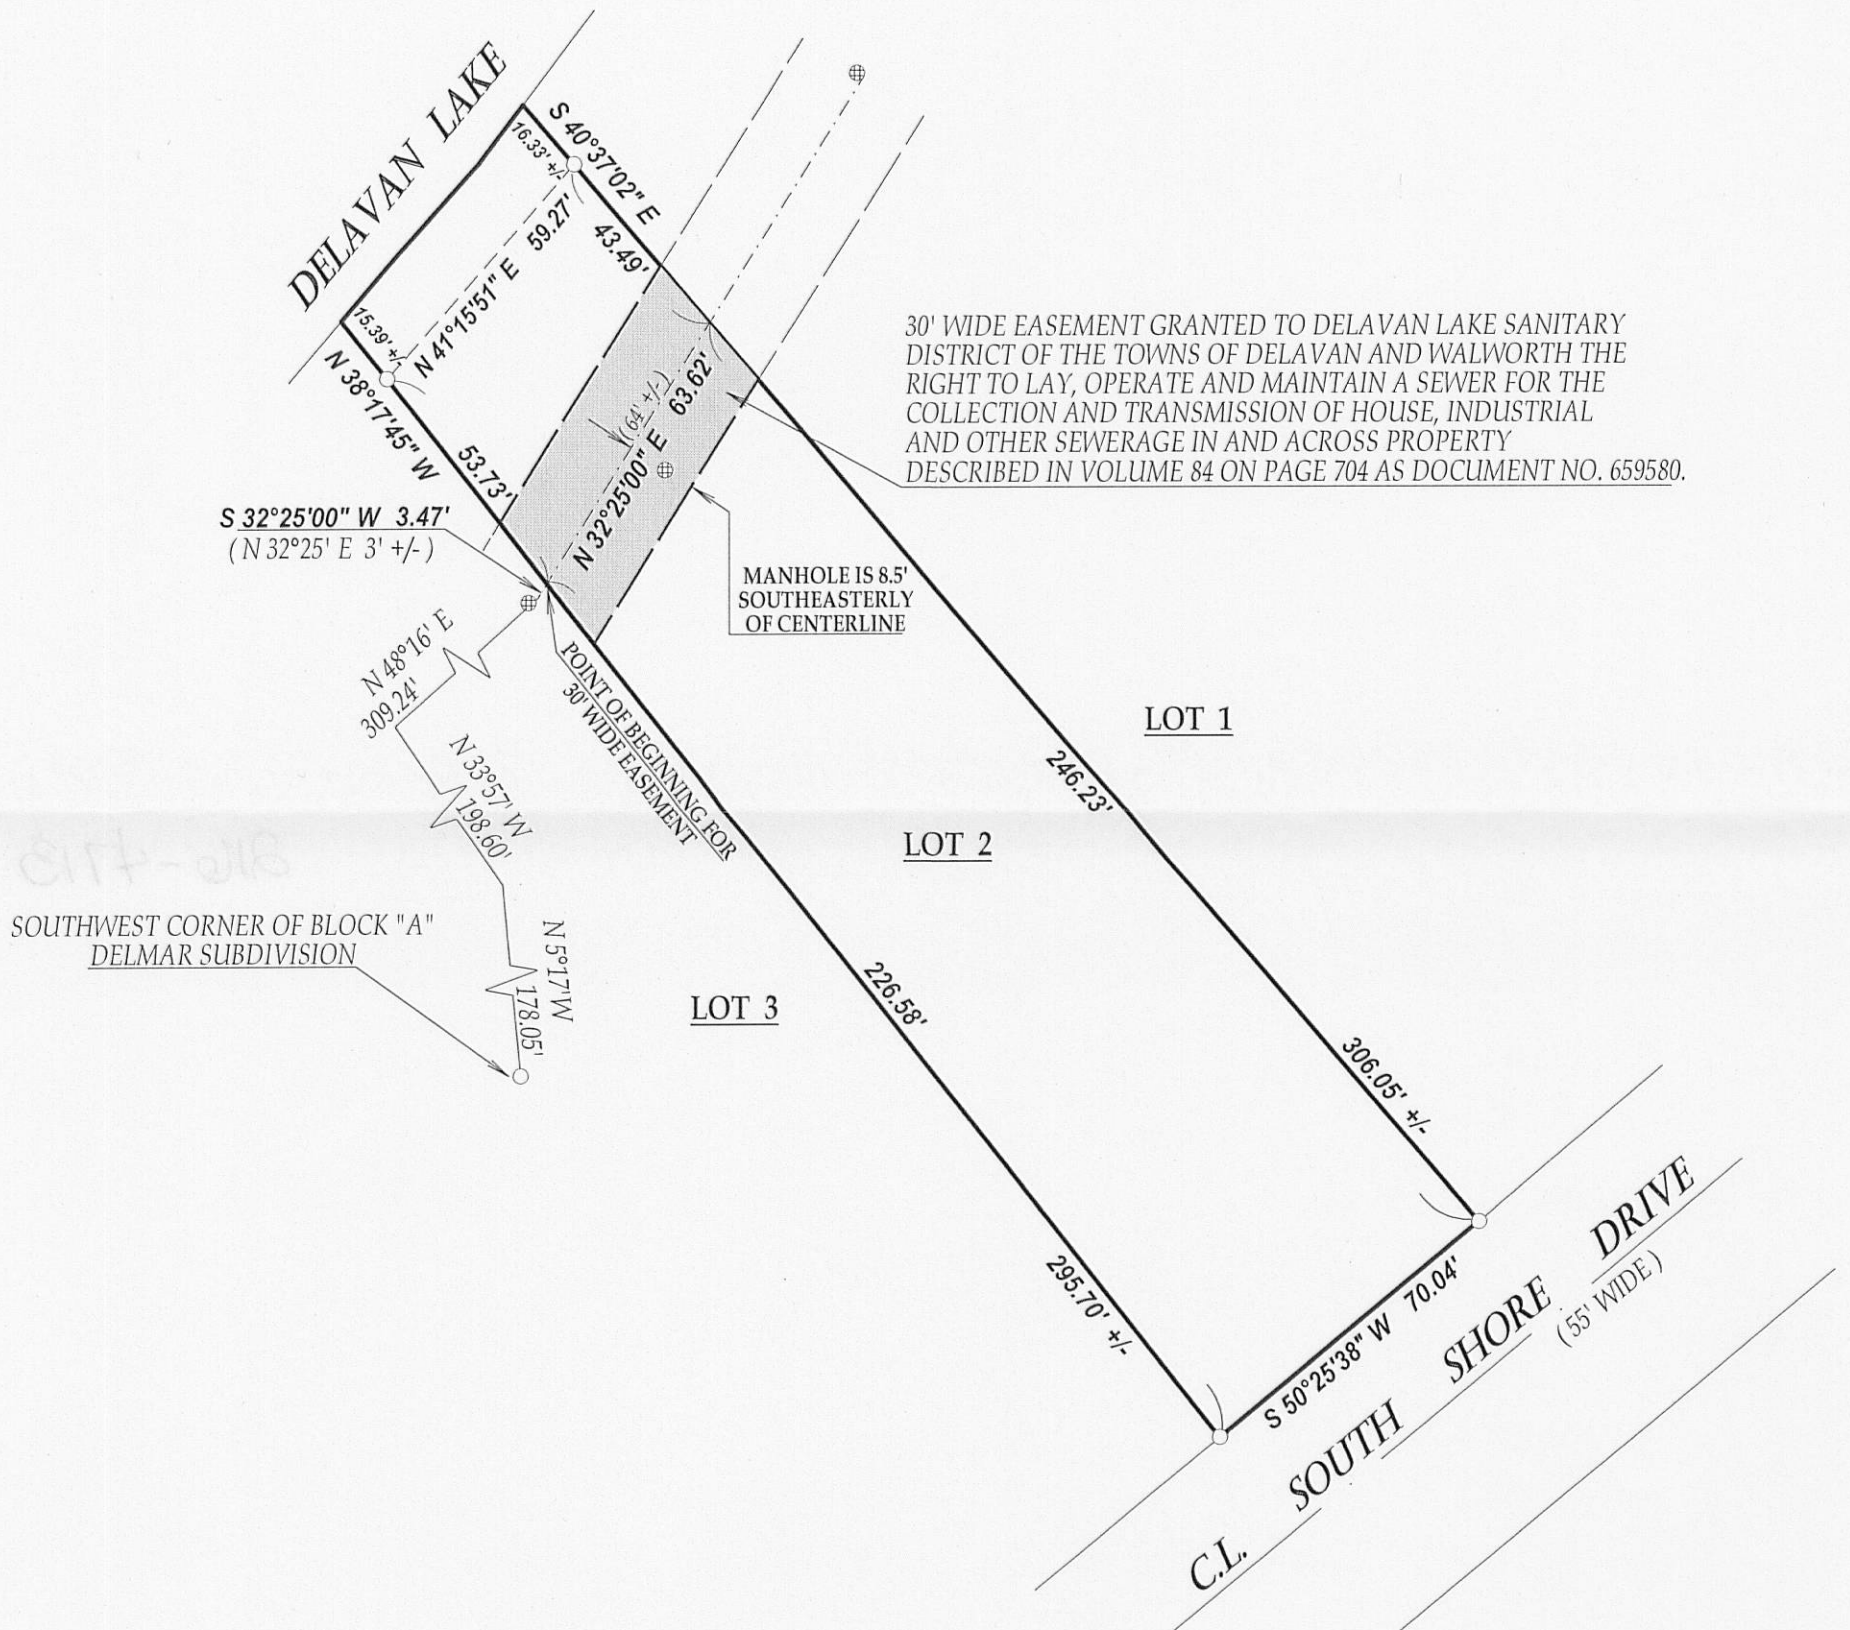 DELAVAN LAKE
S 40°37'02" E
16.33' +/-
59.27'
N 41°15'51" E
43.49'
15.39' +/-
N 38°17'45" W
53.73'
(64' +/-)
63.62'
N 32°25'00" E
30' WIDE EASEMENT GRANTED TO DELAVAN LAKE SANITARY
DISTRICT OF THE TOWNS OF DELAVAN AND WALWORTH THE
RIGHT TO LAY, OPERATE AND MAINTAIN A SEWER FOR THE
COLLECTION AND TRANSMISSION OF HOUSE, INDUSTRIAL
AND OTHER SEWERAGE IN AND ACROSS PROPERTY
DESCRIBED IN VOLUME 84 ON PAGE 704 AS DOCUMENT NO. 659580.
S 32°25'00" W 3.47'
( N 32°25' E 3' +/- )
MANHOLE IS 8.5'
SOUTHEASTERLY
OF CENTERLINE
N 48°16' E
309.24'
POINT OF BEGINNING FOR
30' WIDE EASEMENT
N 33°57' W
198.60'
LOT 1
246.23'
LOT 2
SOUTHWEST CORNER OF BLOCK "A"
DELMAR SUBDIVISION
N 5°17'W
178.05'
226.58'
LOT 3
306.05' +/-
295.70' +/-
S 50°25'38" W 70.04'
C.L. SOUTH SHORE DRIVE
( 55' WIDE )